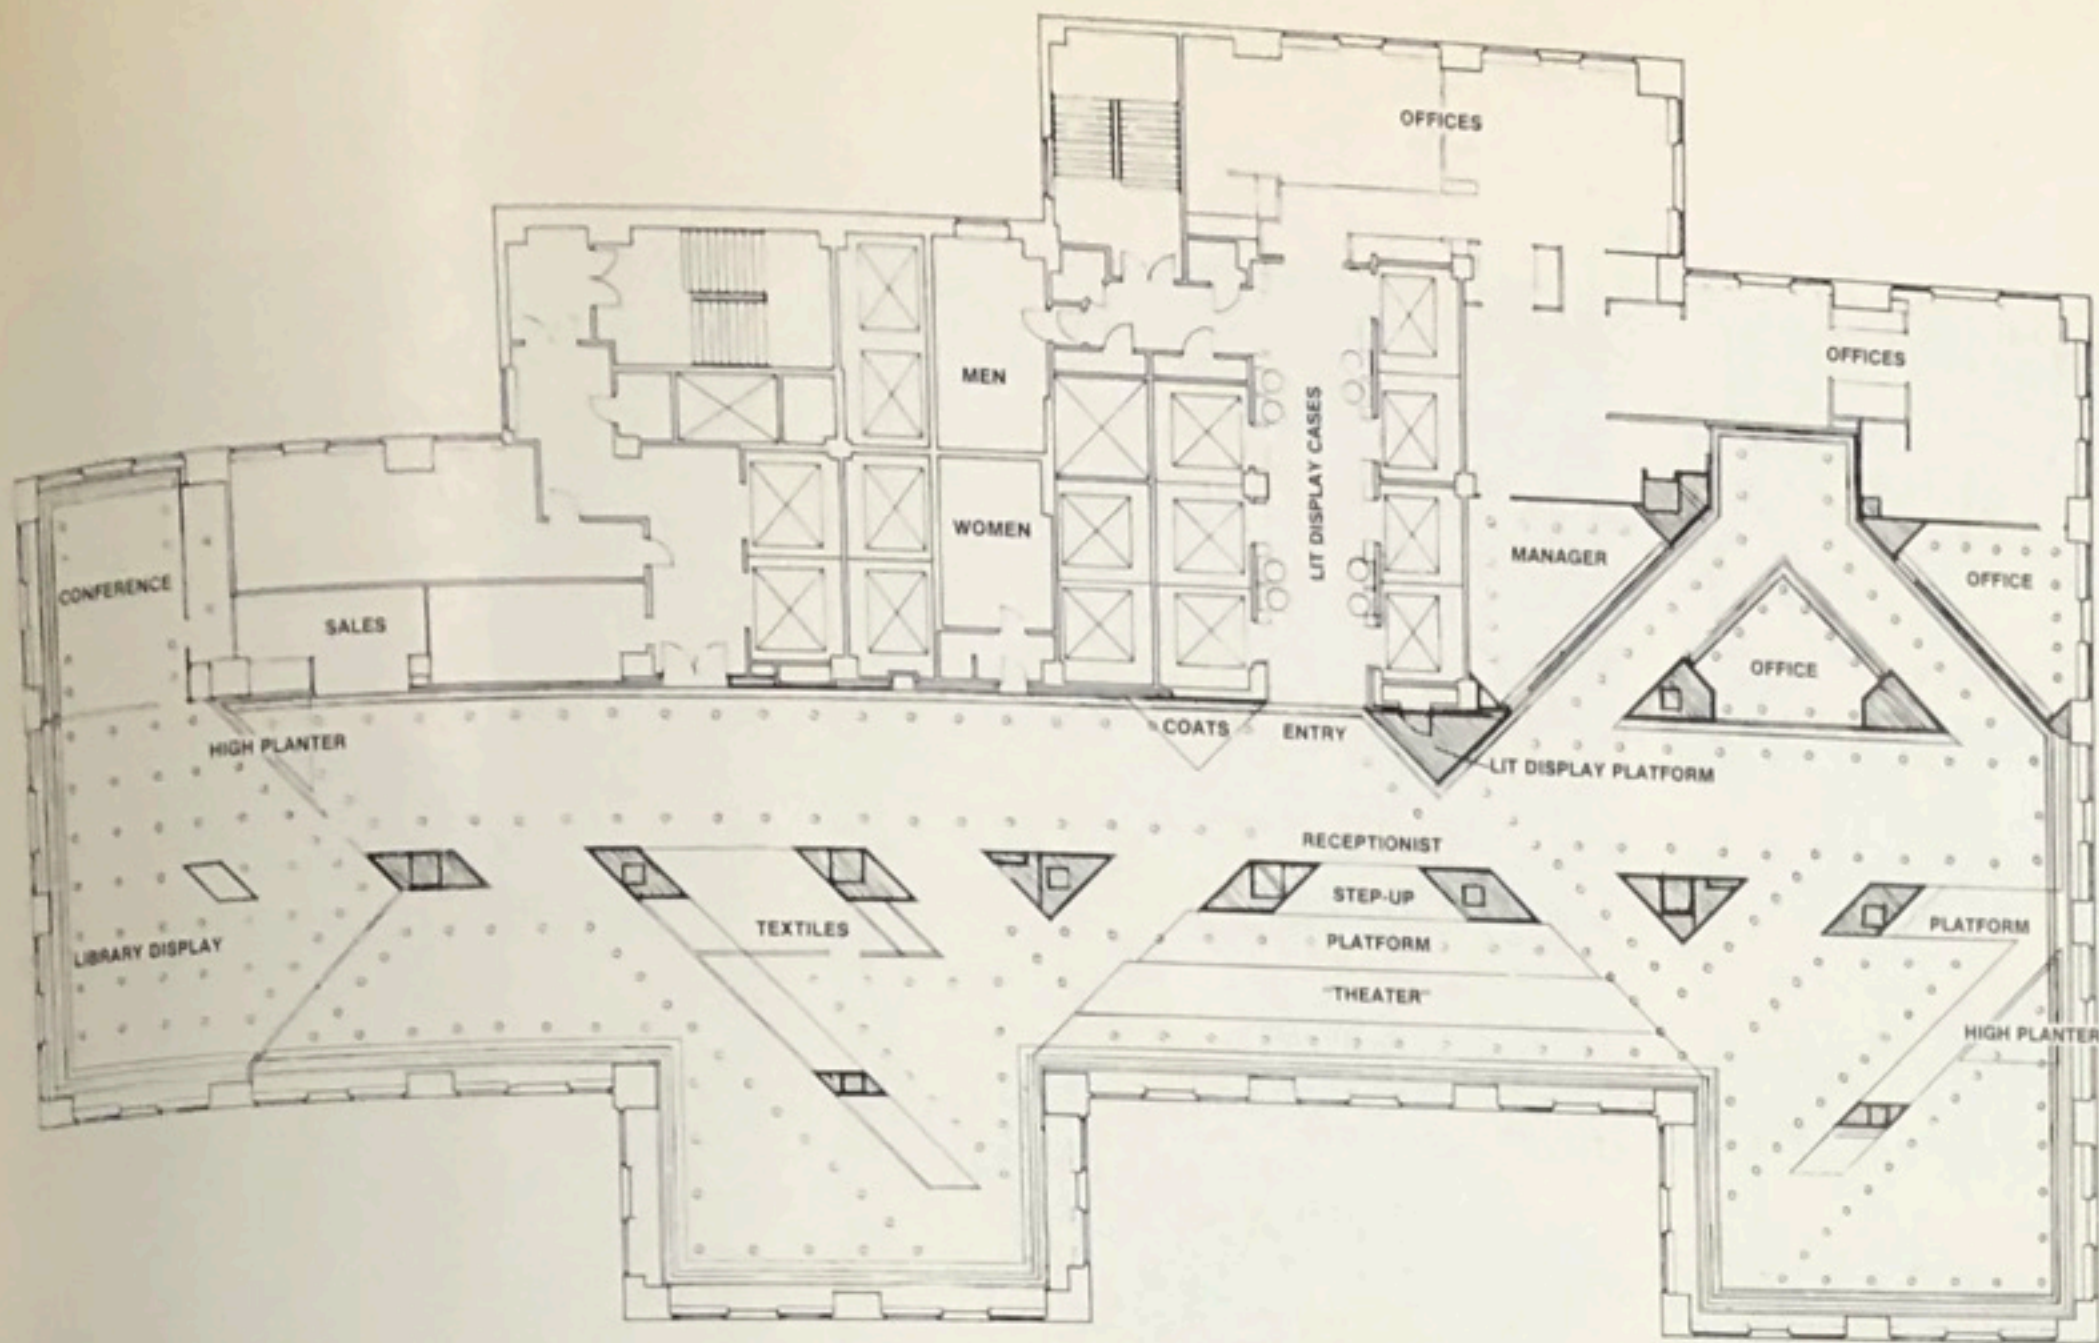 OFFICES
OFFICES
MEN
LIT DISPLAY CASES
WOMEN
MANAGER
OFFICE
CONFERENCE
SALES
OFFICE
HIGH PLANTER
COATS
ENTRY
LIT DISPLAY PLATFORM
RECEPTIONIST
STEP-UP
TEXTILES
PLATFORM
PLATFORM
LIBRARY DISPLAY
"THEATER"
HIGH PLANTER